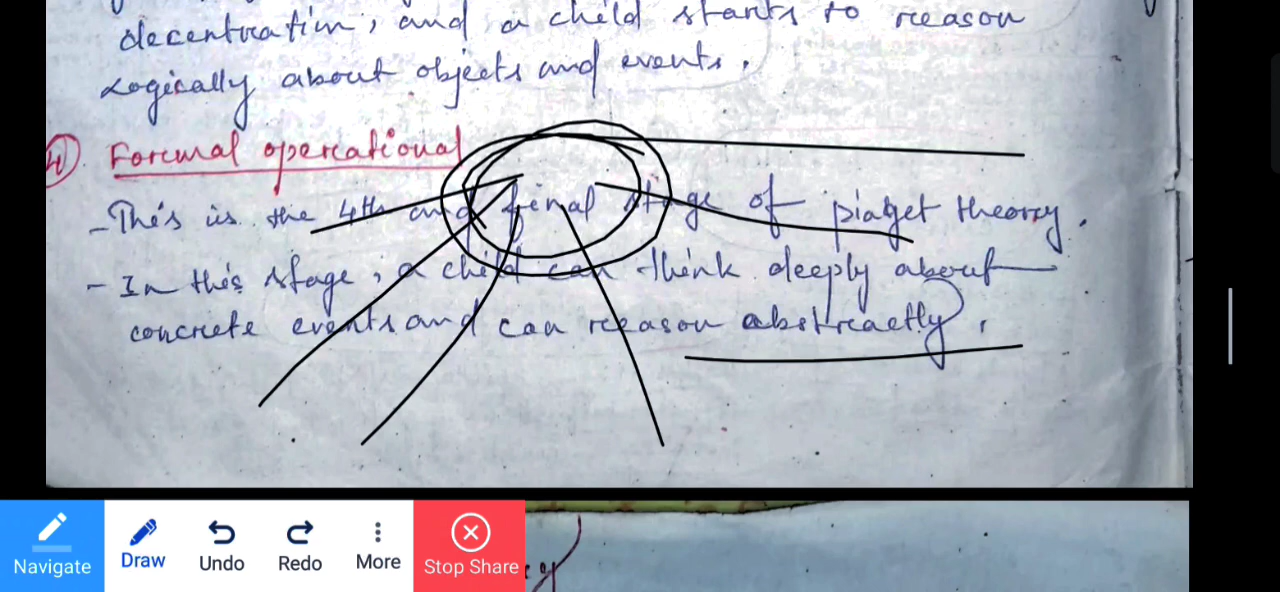 decentration, and a child starts to reason
Logically about objects and events.
4). Formal operational
- This is the 4th and final stage of piaget theory.
- In this stage, a child can think deeply about
concrete events and can reason abstractly.
Navigate
Draw
Undo
Redo
More
Stop Share